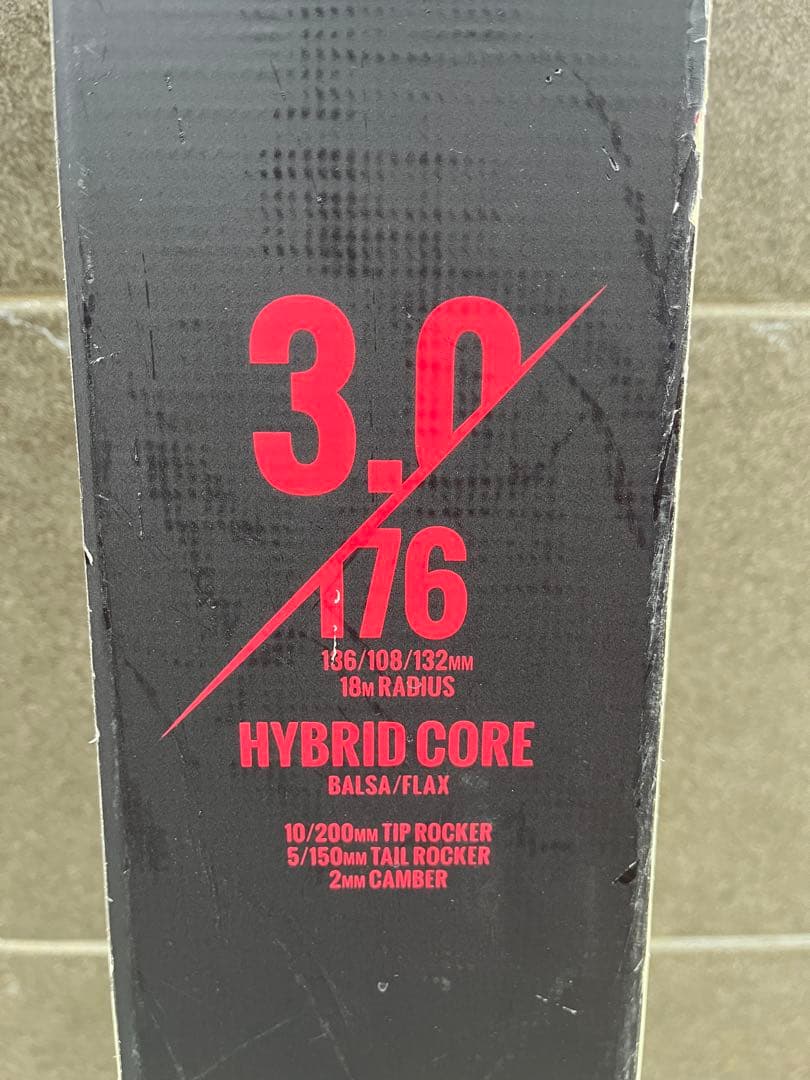 3.0
176
136/108/132MM
18M RADIUS
HYBRID CORE
BALSA/FLAX
10/200MM TIP ROCKER
5/150MM TAIL ROCKER
2MM CAMBER